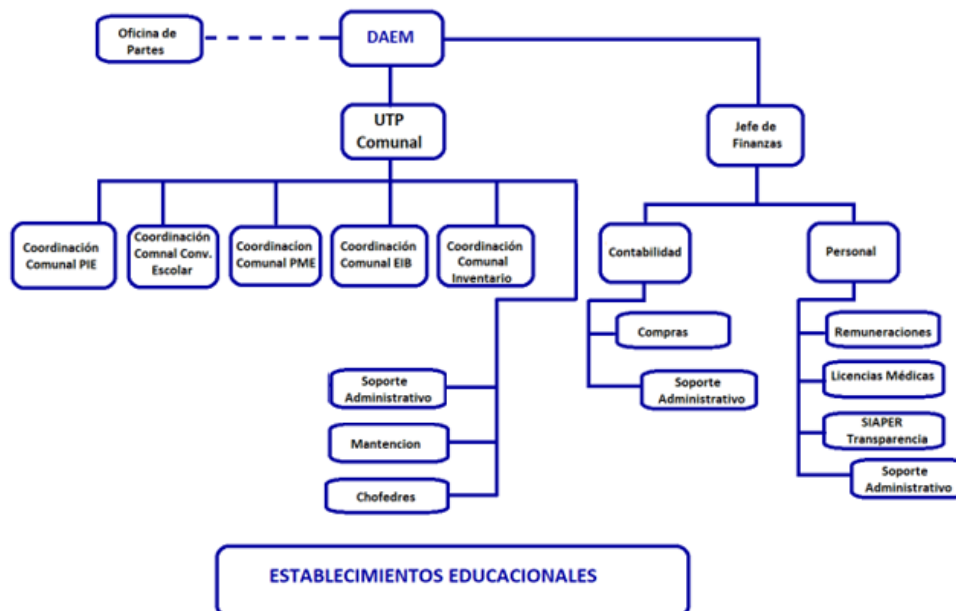 Oficina de
Partes
DAEM
UTP
Comunal
Jefe de
Finanzas
Coordinación
Comunal PIE
Coordinación
Comnal Conv.
Escolar
Coordinacion
Comunal PME
Coordinación
Comunal EIB
Coordinación
Comunal
Inventario
Contabilidad
Personal
Compras
Soporte
Administrativo
Remuneraciones
Licencias Médicas
SIAPER
Transparencia
Soporte
Administrativo
Soporte
Administrativo
Mantencion
Chofedres
ESTABLECIMIENTOS EDUCACIONALES